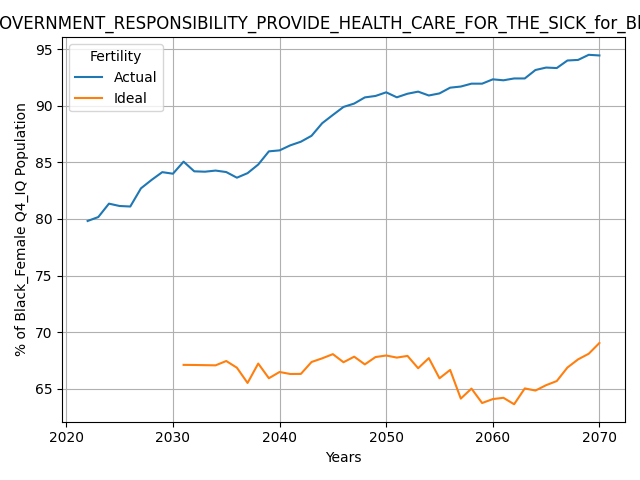 OVERNMENT_RESPONSIBILITY_PROVIDE_HEALTH_CARE_FOR_THE_SICK_for_Bl
Fertility
Actual
Ideal
% of Black_Female Q4_IQ Population
95
90
85
80
75
70
65
2020 2030 2040 2050 2060 2070
Years